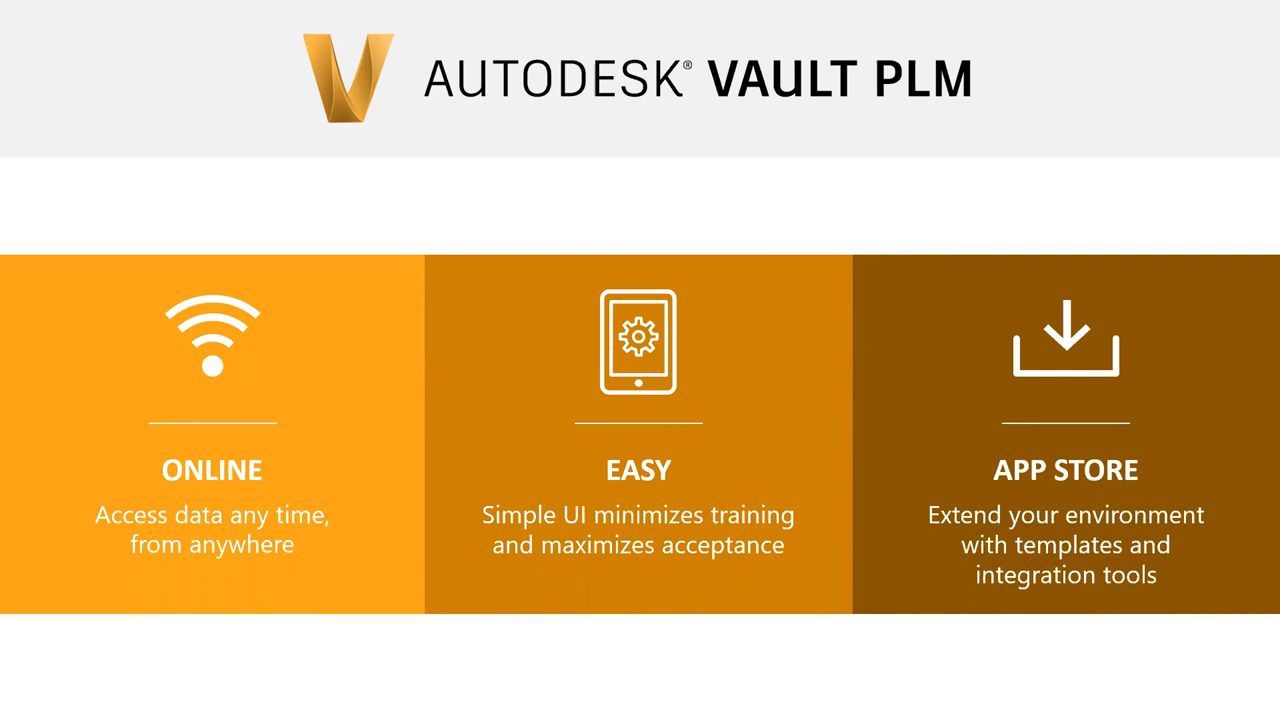 AUTODESK® VAULT PLM
ONLINE
Access data any time,
from anywhere
EASY
Simple UI minimizes training
and maximizes acceptance
APP STORE
Extend your environment
with templates and
integration tools